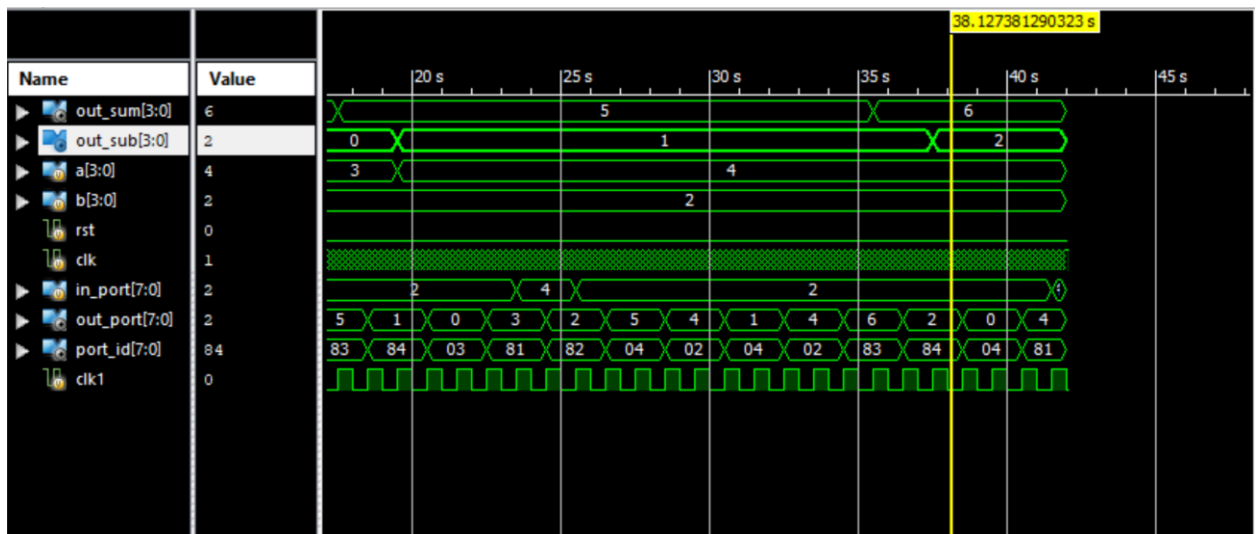 38.127381290323 s
Name Value 20 s 25 s 30 s 35 s 40 s 45 s
out_sum[3:0] 6 5 6
out_sub[3:0] 2 0 1 2
a[3:0] 4 3 4
b[3:0] 2 2
rst 0
clk 1
in_port[7:0] 2 2 4 2
out_port[7:0] 2 5 1 0 3 2 5 4 1 4 6 2 0 4
port_id[7:0] 84 83 84 03 81 82 04 02 04 02 83 84 04 81
clk1 0